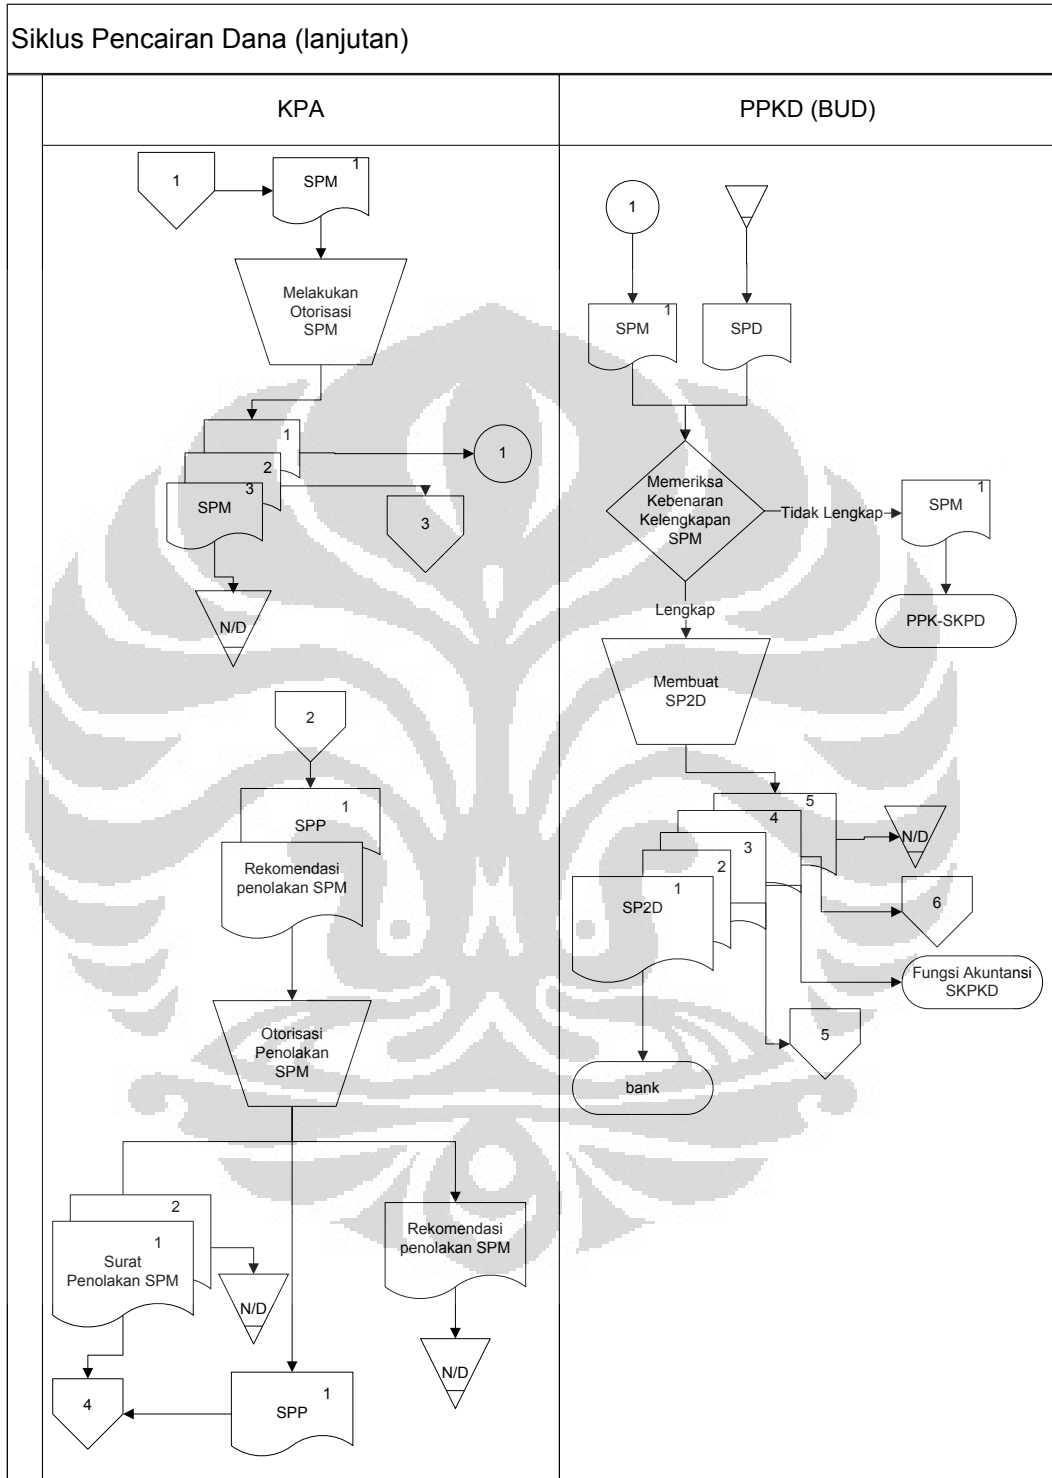 Siklus Pencairan Dana (lanjutan)
KPA
PPKD (BUD)
1
SPM
1
Melakukan
Otorisasi
SPM
1
2
3
SPM
1
3
N/D
2
1
SPP
Rekomendasi
penolakan SPM
Otorisasi
Penolakan
SPM
2
1
Surat
Penolakan SPM
N/D
Rekomendasi
penolakan SPM
N/D
4
1
SPP
1
1
SPM
SPD
Memeriksa
Kebenaran
Kelengkapan
SPM
Tidak Lengkap
1
SPM
PPK-SKPD
Lengkap
Membuat
SP2D
5
4
3
2
1
SP2D
N/D
6
Fungsi Akuntansi
SKPKD
5
bank